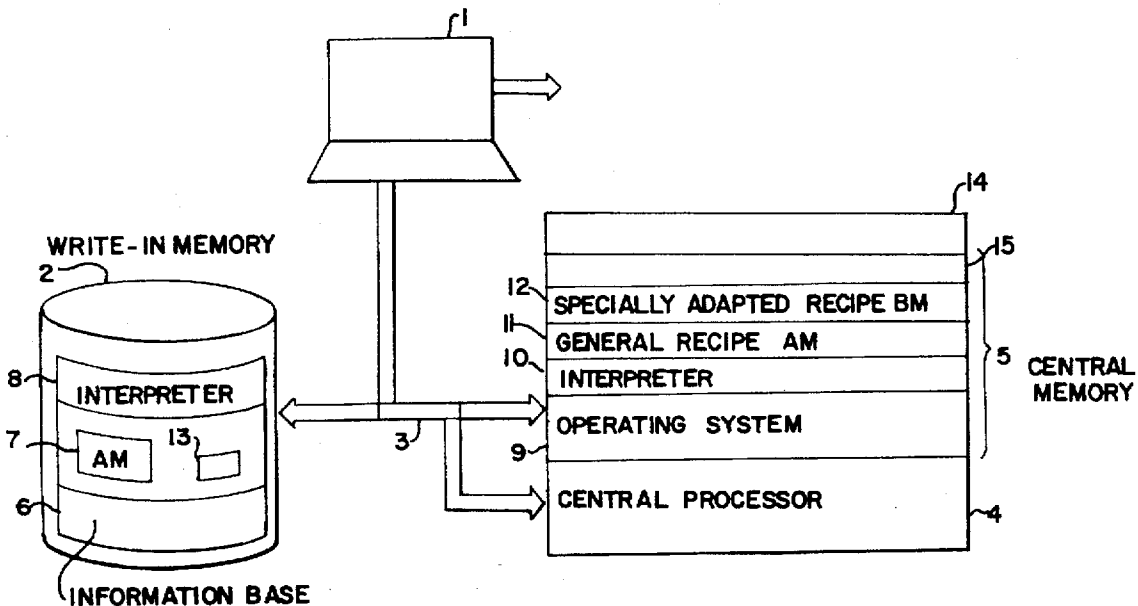 1
14
WRITE-IN MEMORY
2
15
12
SPECIALLY ADAPTED RECIPE BM
11
GENERAL RECIPE AM
5
10
INTERPRETER
CENTRAL
MEMORY
8
INTERPRETER
3
OPERATING SYSTEM
9
7
AM
13
6
CENTRAL PROCESSOR
4
INFORMATION BASE